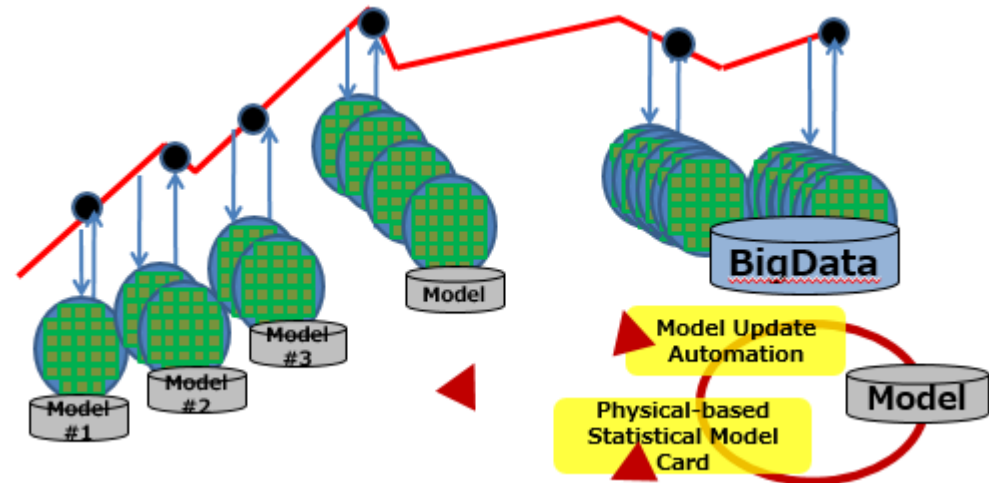 Model
#1
Model
#2
Model
#3
Model
BigData
Model Update
Automation
Model
Physical-based
Statistical Model
Card